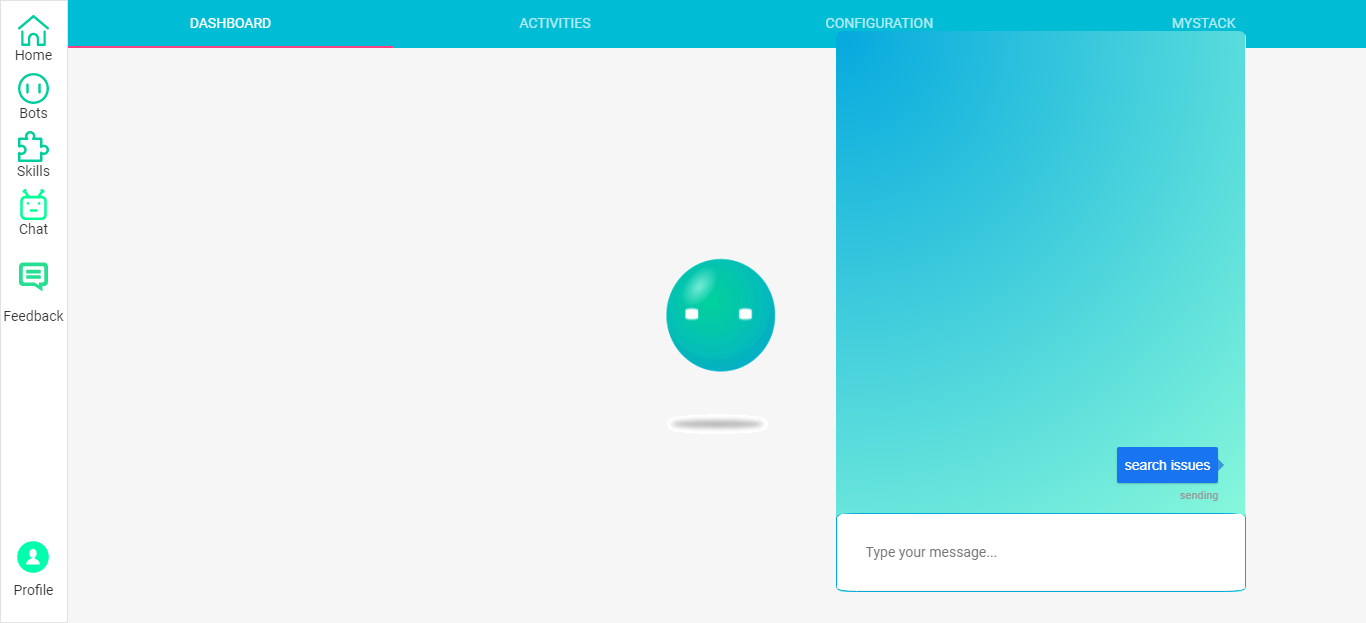 Home
Bots
Skills
Chat
Feedback
Profile
DASHBOARD
ACTIVITIES
CONFIGURATION
MYSTACK
search issues
sending
Type your message...